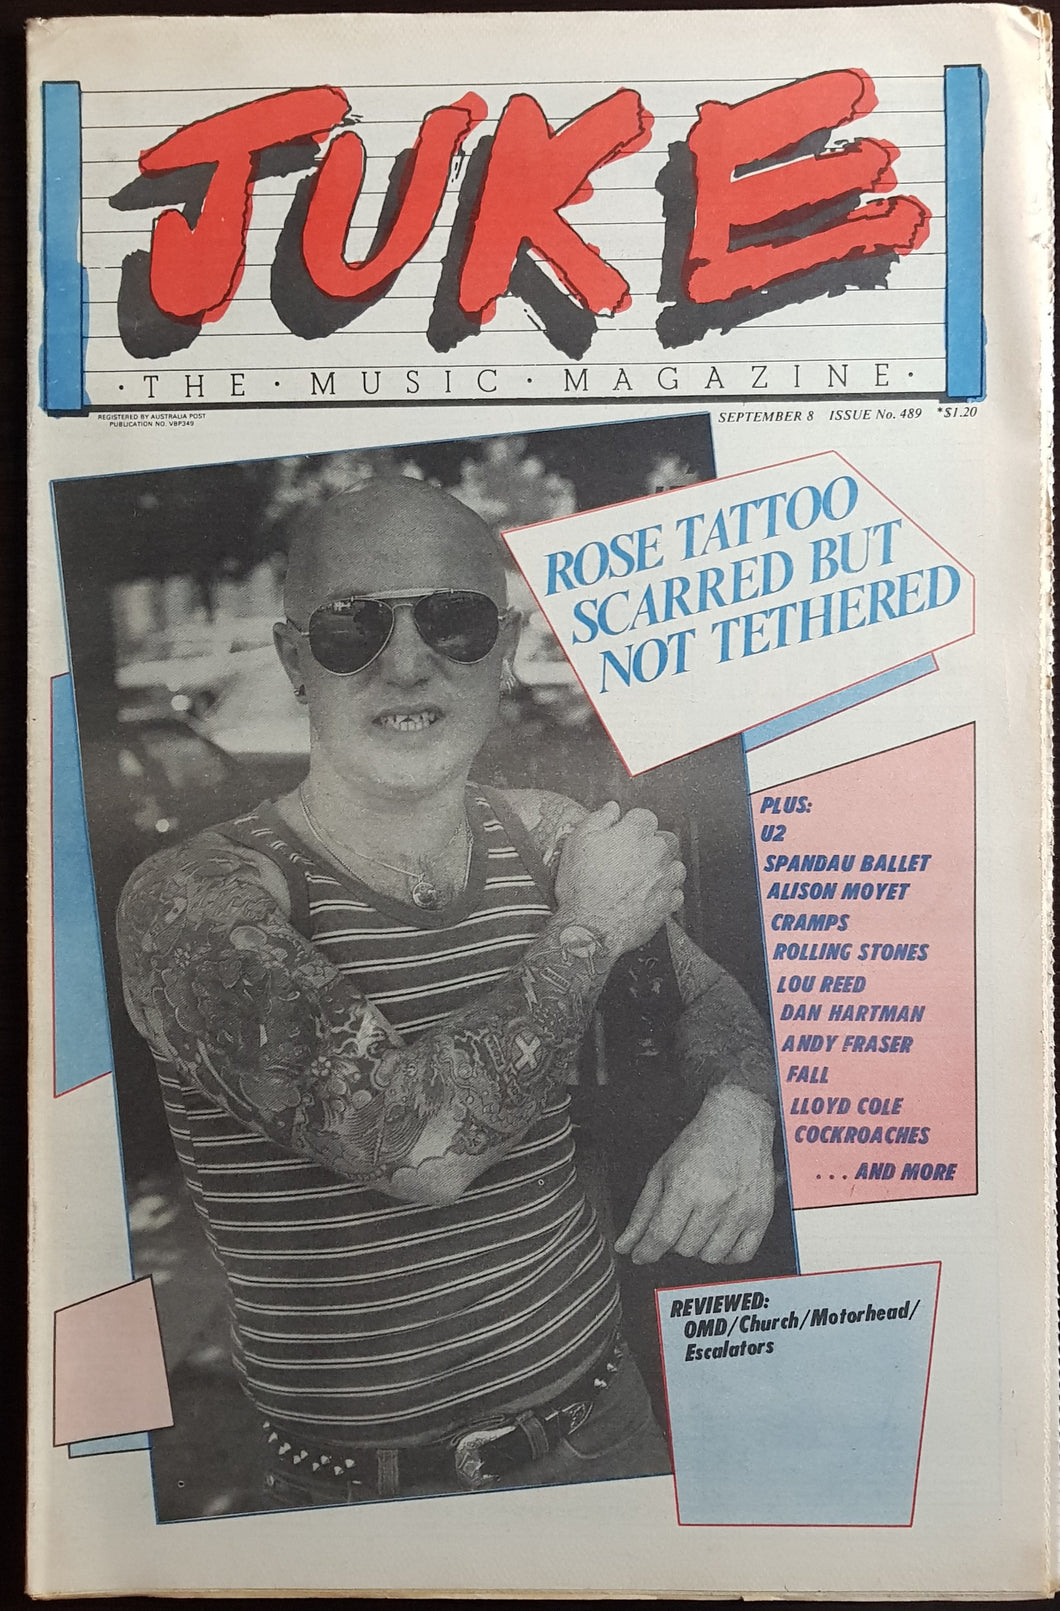 JUKE
·THE·MUSIC·MAGAZINE·
REGISTERED BY AUSTRALIA POST
PUBLICATION NO. VBP349
SEPTEMBER 8 ISSUE No. 489 *$1.20
ROSE TATTOO
SCARRED BUT
NOT TETHERED
PLUS:
U2
SPANDAU BALLET
ALISON MOYET
CRAMPS
ROLLING STONES
LOU REED
DAN HARTMAN
ANDY FRASER
FALL
LLOYD COLE
COCKROACHES
...AND MORE
REVIEWED:
OMD/Church/Motorhead/
Escalators